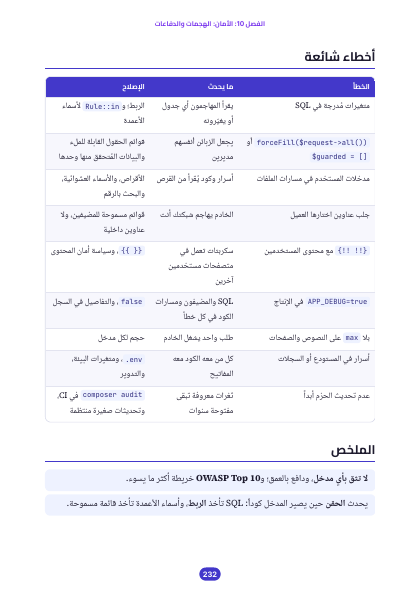 الفصل 10: الأمان: الهجمات والدفاعات
أخطاء شائعة
الخطأ ما يحدث الإصلاح
متغيرات مُدرجة في SQL يقرأ المهاجمون أي جدول الربط؛ و Rule::in لأسماء
أو يغيّرونه الأعمدة
forceFill($request->all()) أو يجعل الزبائن أنفسهم قوائم الحقول القابلة للملء
$guarded = [] مديرين والبيانات المُتحقق منها وحدها
مدخلات المستخدم في مسارات الملفات أسرار وكود يُقرأ من القرص الأقراص، والأسماء العشوائية،
والبحث بالرقم
جلب عناوين اختارها العميل الخادم يهاجم شبكتك أنت قوائم مسموحة للمضيفين، ولا
عناوين داخلية
{!! !!} مع محتوى المستخدمين سكربتات تعمل في {{ }}، وسياسة أمان المحتوى
متصفحات مستخدمين
آخرين
APP_DEBUG=true في الإنتاج SQL والمضيفون ومسارات false، والتفاصيل في السجل
الكود في كل خطأ
بلا max على النصوص والصفحات طلب واحد يشغل الخادم حجم لكل مدخل
أسرار في المستودع أو السجلات كل من معه الكود معه .env، ومتغيرات البيئة،
المفاتيح والتدوير
عدم تحديث الحزم أبداً ثغرات معروفة تبقى composer audit في CI،
مفتوحة سنوات وتحديثات صغيرة منتظمة
الملخص
لا تثق بأي مدخل، ودافع بالعمق؛ وOWASP Top 10 خريطة أكثر ما يسوء.
يحدث الحقن حين يصير المدخل كوداً: SQL تأخذ الربط، وأسماء الأعمدة تأخذ قائمة مسموحة.
232